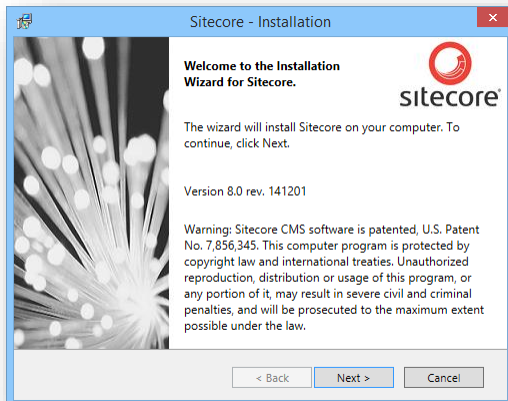 Sitecore - Installation
Welcome to the Installation
Wizard for Sitecore.
sitecore
The wizard will install Sitecore on your computer. To
continue, click Next.
Version 8.0 rev. 141201
Warning: Sitecore CMS software is patented, U.S. Patent
No. 7,856,345. This computer program is protected by
copyright law and international treaties. Unauthorized
reproduction, distribution or usage of this program, or
any portion of it, may result in severe civil and criminal
penalties, and will be prosecuted to the maximum extent
possible under the law.
< Back Next > Cancel